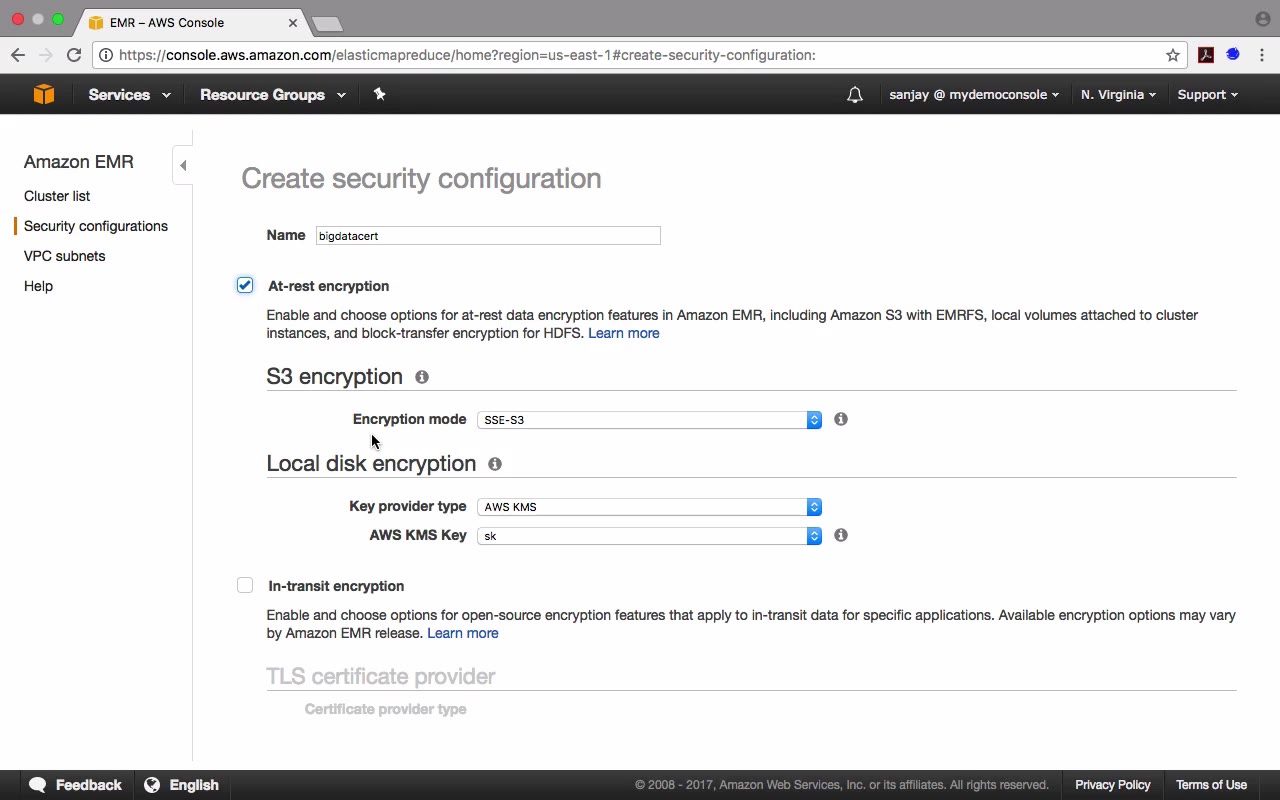 EMR – AWS Console
https://console.aws.amazon.com/elasticmapreduce/home?region=us-east-1#create-security-configuration:
Services
Resource Groups
sanjay @ mydemoconsole
N. Virginia
Support
Amazon EMR
Cluster list
Security configurations
VPC subnets
Help
Create security configuration
Name bigdatacert
At-rest encryption
Enable and choose options for at-rest data encryption features in Amazon EMR, including Amazon S3 with EMRFS, local volumes attached to cluster
instances, and block-transfer encryption for HDFS. Learn more
S3 encryption
Encryption mode SSE-S3
Local disk encryption
Key provider type AWS KMS
AWS KMS Key sk
In-transit encryption
Enable and choose options for open-source encryption features that apply to in-transit data for specific applications. Available encryption options may vary
by Amazon EMR release. Learn more
TLS certificate provider
Certificate provider type
Feedback
English
© 2008 - 2017, Amazon Web Services, Inc. or its affiliates. All rights reserved.
Privacy Policy
Terms of Use